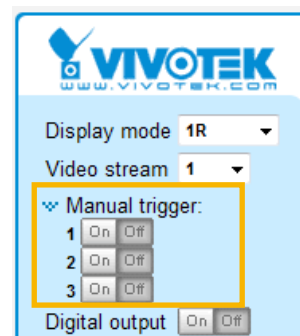 VIVOTEK
www.vivotek.com
Display mode 1R
Video stream 1
Manual trigger:
1 On Off
2 On Off
3 On Off
Digital output On Off